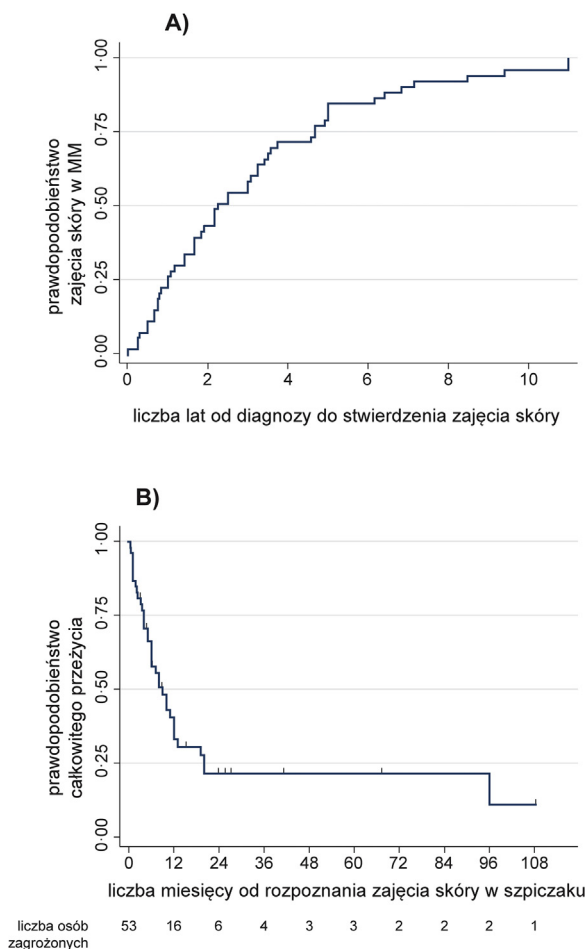 A)
prawdopodobieństwo
zajęcia skóry w MM
1·00
0·75
0·50
0·25
0·00
0 2 4 6 8 10
liczba lat od diagnozy do stwierdzenia zajęcia skóry
B)
prawdopodobieństwo
całkowitego przeżycia
1·00
0·75
0·50
0·25
0·00
0 12 24 36 48 60 72 84 96 108
liczba miesięcy od rozpoznania zajęcia skóry w szpiczaku
liczba osób
zagrożonych
53 16 6 4 3 3 2 2 2 1